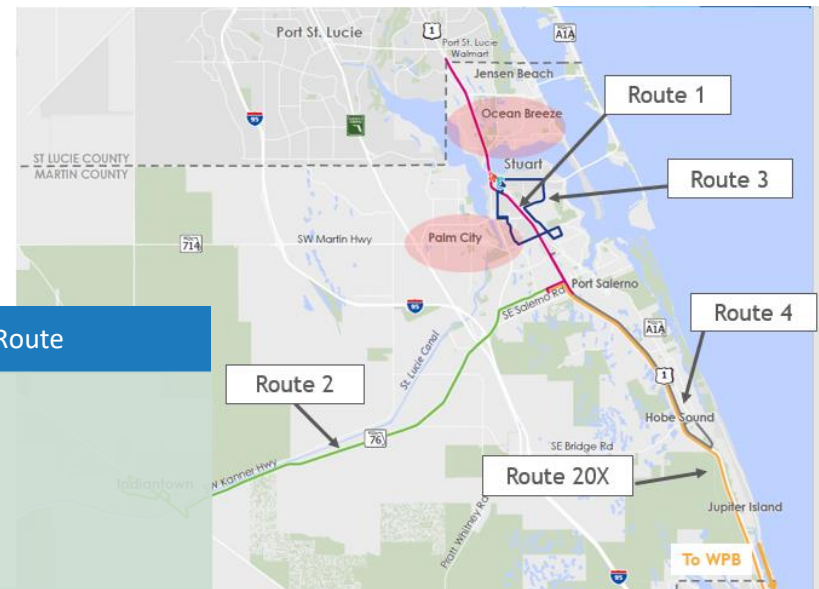 Port St. Lucie
1
A1A
Port St. Lucie
Walmart
Jensen Beach
Route 1
95
Ocean Breeze
ST LUCIE COUNTY
MARTIN COUNTY
Stuart
Route 3
714
SW Martin Hwy
Palm City
Port Salerno
SE Salerno Rd
95
Route
A1A
Route 4
St. Lucie Canal
1
Route 2
Hobe Sound
76
SE Bridge Rd
SW Kanner Hwy
Route 20X
Indiantown
Pratt Whitney Rd
Jupiter Island
To WPB
95